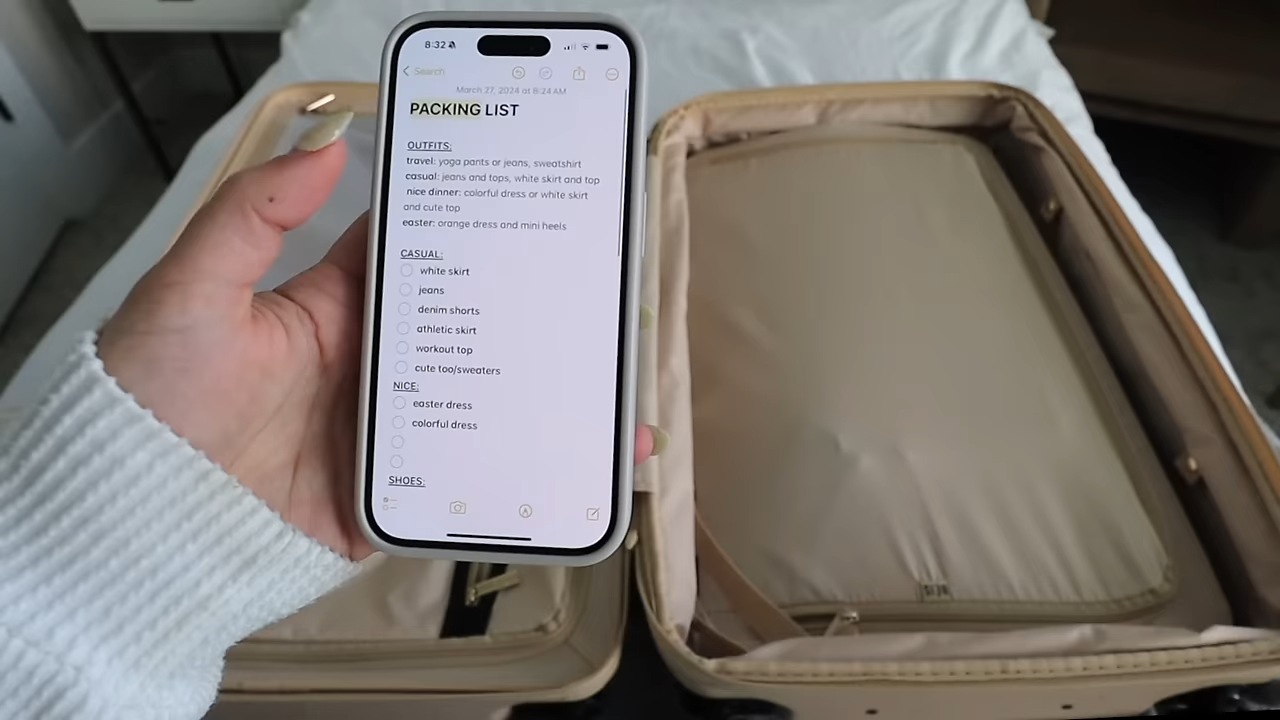 8:32
Search
March 27, 2024 at 8:24 AM
PACKING LIST
OUTFITS:
travel: yoga pants or jeans, sweatshirt
casual: jeans and tops, white skirt and top
nice dinner: colorful dress or white skirt
and cute top
easter: orange dress and mini heels
CASUAL:
white skirt
jeans
denim shorts
athletic skirt
workout top
cute too/sweaters
NICE:
easter dress
colorful dress
SHOES:
BÉIS